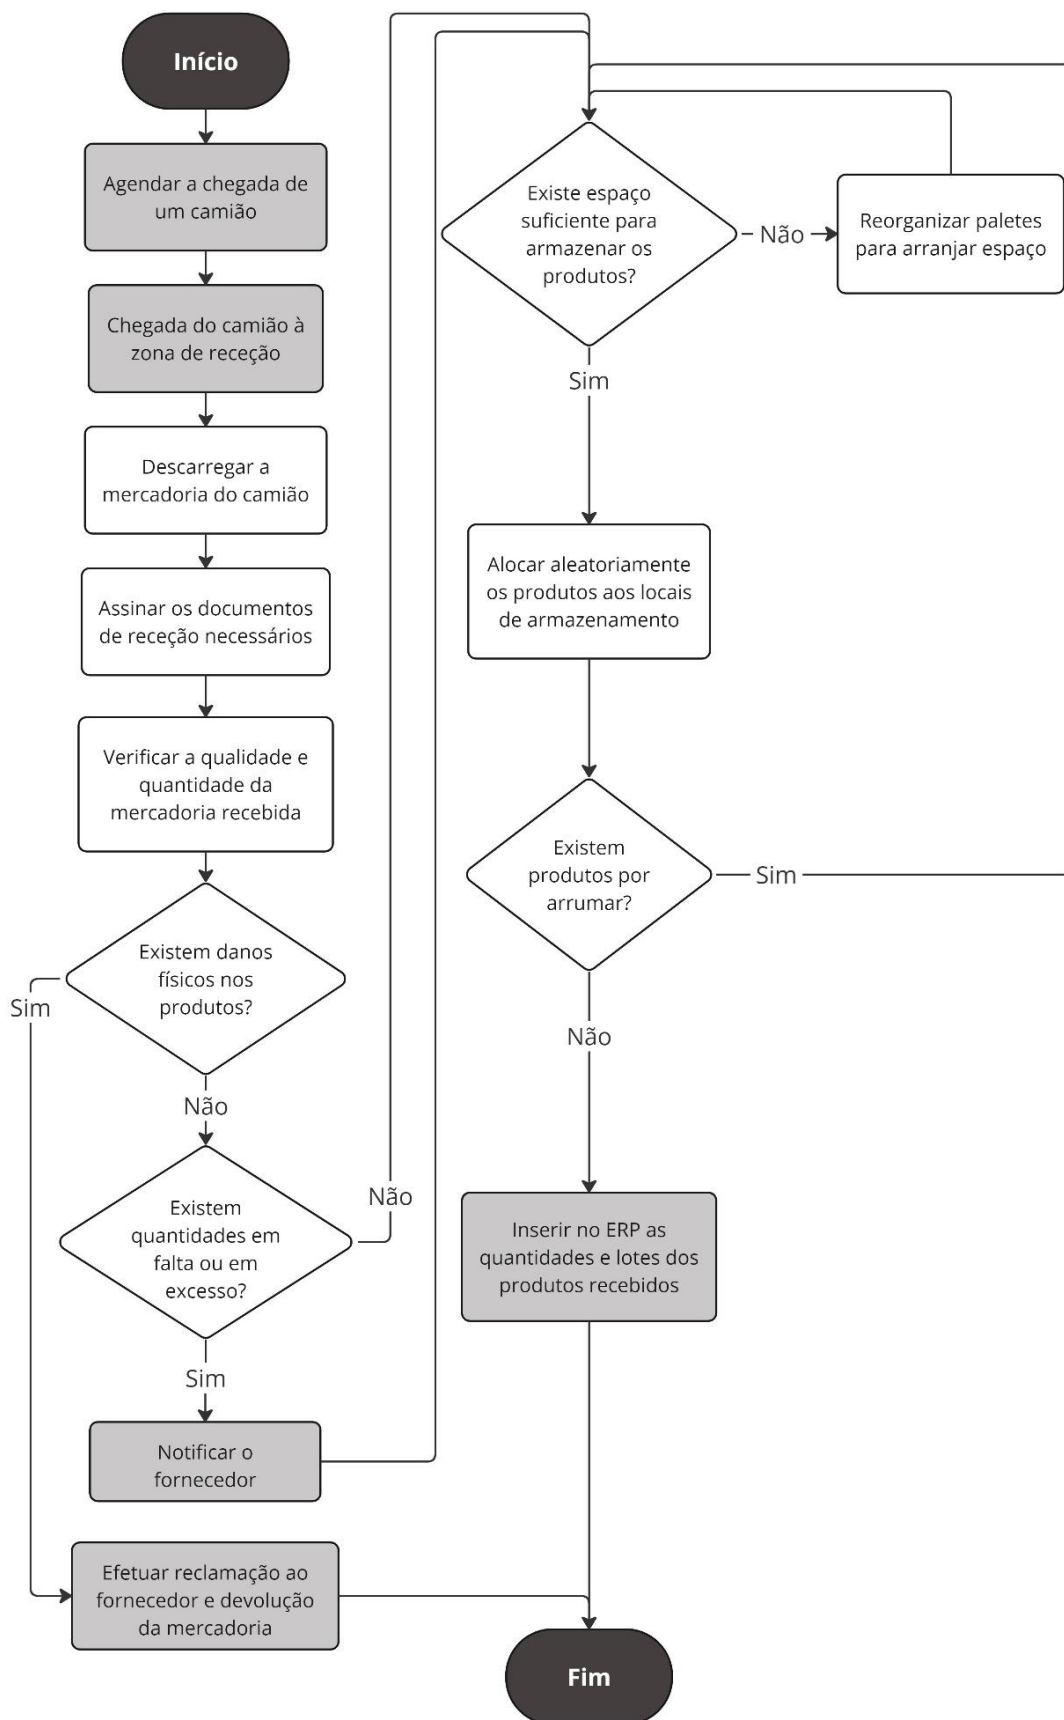 Início
Agendar a chegada de
um camião
Chegada do camião à
zona de receção
Descarregar a
mercadoria do camião
Assinar os documentos
de receção necessários
Verificar a qualidade e
quantidade da
mercadoria recebida
Existem danos
físicos nos
produtos?
Sim
Não
Existem
quantidades em
falta ou em
excesso?
Não
Sim
Notificar o
fornecedor
Efetuar reclamação ao
fornecedor e devolução
da mercadoria
Existe espaço
suficiente para
armazenar os
produtos?
Não
Reorganizar paletes
para arranjar espaço
Sim
Alocar aleatoriamente
os produtos aos locais
de armazenamento
Existem
produtos por
arrumar?
Sim
Não
Inserir no ERP as
quantidades e lotes dos
produtos recebidos
Fim